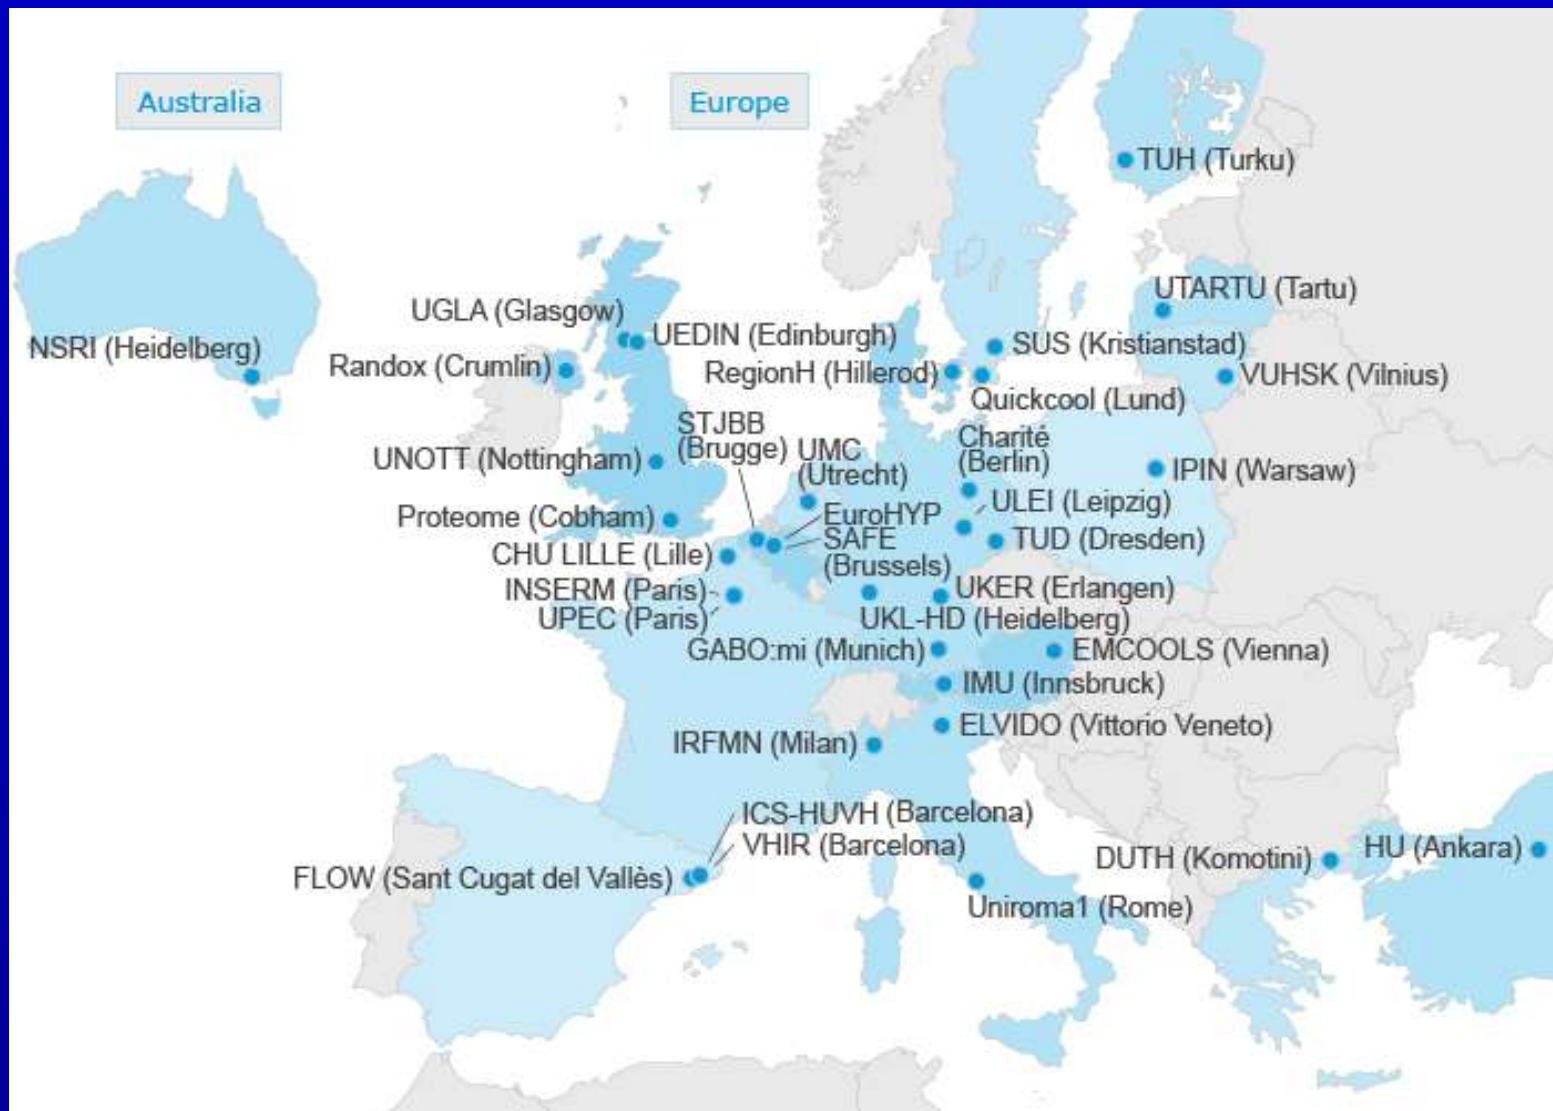 Australia
Europe
TUH (Turku)
UTARTU (Tartu)
UGLA (Glasgow)
UEDIN (Edinburgh)
SUS (Kristianstad)
NSRI (Heidelberg)
Randox (Crumlin)
RegionH (Hillerod)
VUHSK (Vilnius)
Quickcool (Lund)
STJBB
(Brugge)
UMC
(Utrecht)
Charité
(Berlin)
UNOTT (Nottingham)
IPIN (Warsaw)
ULEI (Leipzig)
Proteome (Cobham)
EuroHYP
SAFE
(Brussels)
TUD (Dresden)
CHU LILLE (Lille)
INSERM (Paris)
UPEC (Paris)
UKER (Erlangen)
UKL-HD (Heidelberg)
GABO:mi (Munich)
EMCOOLS (Vienna)
IMU (Innsbruck)
ELVIDO (Vittorio Veneto)
IRFMN (Milan)
ICS-HUVH (Barcelona)
VHIR (Barcelona)
FLOW (Sant Cugat del Vallès)
DUTH (Komotini)
HU (Ankara)
Uniroma1 (Rome)